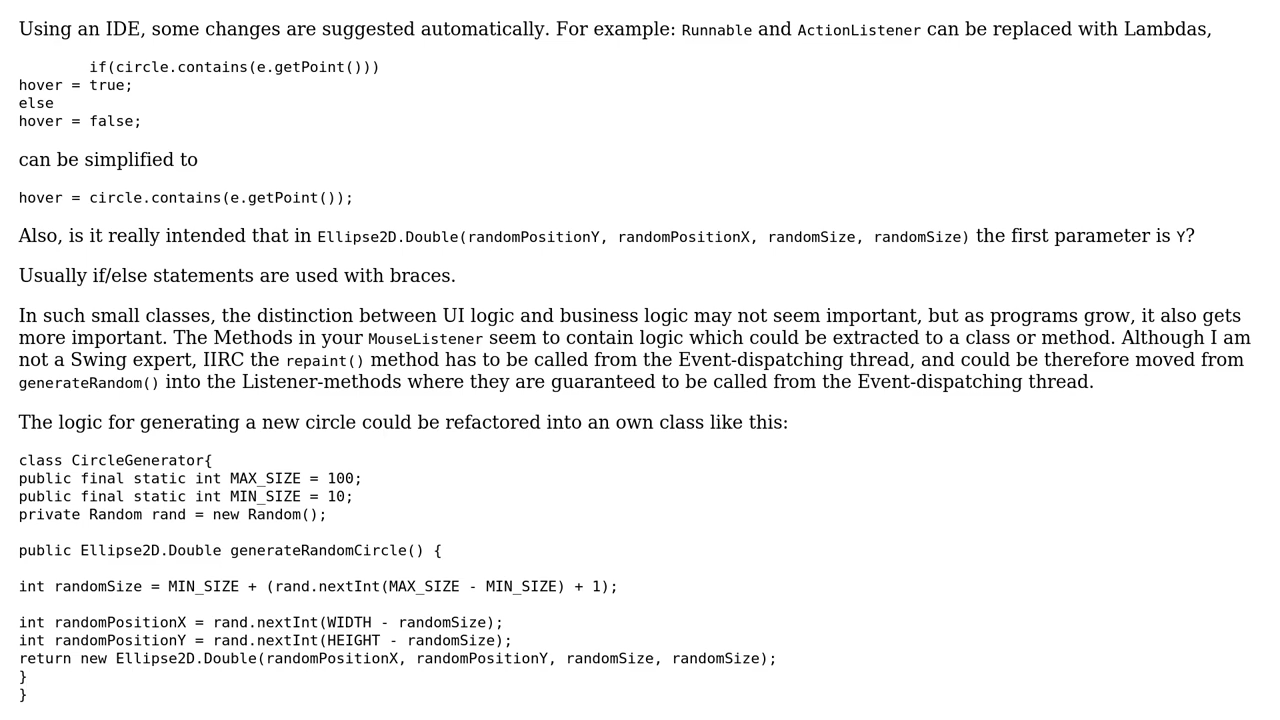 Using an IDE, some changes are suggested automatically. For example: Runnable and ActionListener can be replaced with Lambdas,
if(circle.contains(e.getPoint()))
hover = true;
else
hover = false;
can be simplified to
hover = circle.contains(e.getPoint());
Also, is it really intended that in Ellipse2D.Double(randomPositionY, randomPositionX, randomSize, randomSize) the first parameter is Y?
Usually if/else statements are used with braces.
In such small classes, the distinction between UI logic and business logic may not seem important, but as programs grow, it also gets
more important. The Methods in your MouseListener seem to contain logic which could be extracted to a class or method. Although I am
not a Swing expert, IIRC the repaint() method has to be called from the Event-dispatching thread, and could be therefore moved from
generateRandom() into the Listener-methods where they are guaranteed to be called from the Event-dispatching thread.
The logic for generating a new circle could be refactored into an own class like this:
class CircleGenerator{
public final static int MAX_SIZE = 100;
public final static int MIN_SIZE = 10;
private Random rand = new Random();
public Ellipse2D.Double generateRandomCircle() {
int randomSize = MIN_SIZE + (rand.nextInt(MAX_SIZE - MIN_SIZE) + 1);
int randomPositionX = rand.nextInt(WIDTH - randomSize);
int randomPositionY = rand.nextInt(HEIGHT - randomSize);
return new Ellipse2D.Double(randomPositionX, randomPositionY, randomSize, randomSize);
}
}